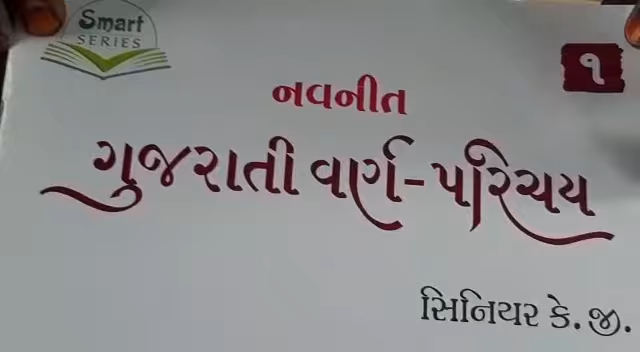 Smart
SERIES
૧
નવનીત
ગુજરાતી વર્ગ-પરિચય
સિનિયર કે. જી.